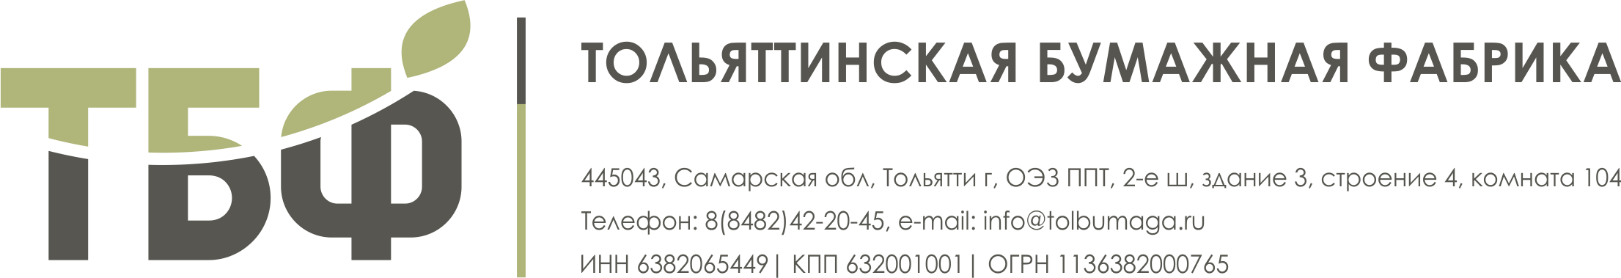 ТБФ
ТОЛЬЯТТИНСКАЯ БУМАЖНАЯ ФАБРИКА
445043, Самарская обл, Тольятти г, ОЭЗ ППТ, 2-е ш, здание 3, строение 4, комната 104
Телефон: 8(8482)42-20-45, e-mail: info@tolbumaga.ru
ИНН 6382065449| КПП 632001001| ОГРН 1136382000765